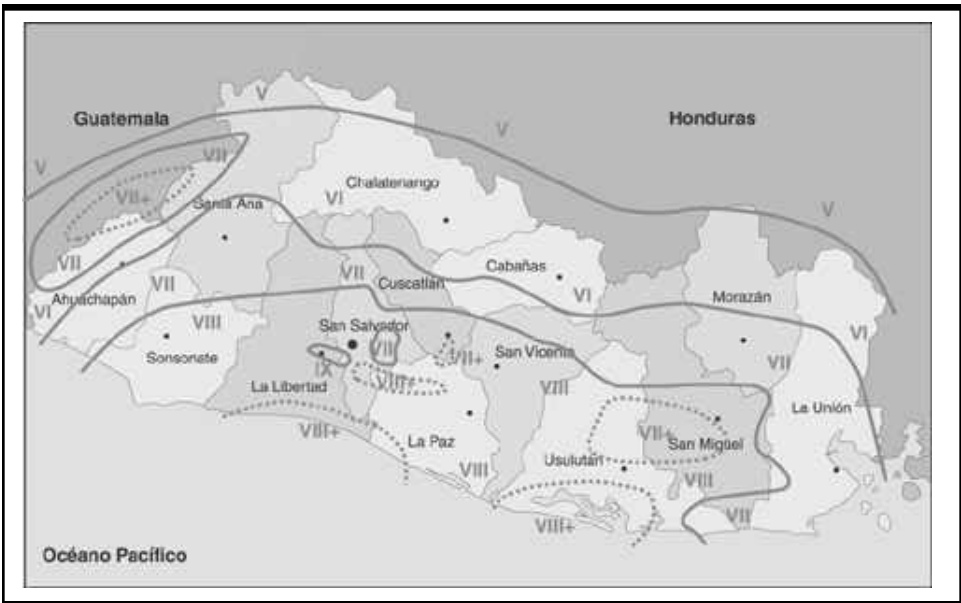 V
Guatemala
Honduras
V
VII
V
Chalatenango
VII+
VI
Santa Ana
V
VII
VII
VII
Cuscatlán
Cabañas
Ahuachapán
VI
Morazán
VI
VIII
San Salvador
VI
Sonsonate
VII
VII+
San Vicente
VII
IX
La Libertad
VIII+
VIII
La Unión
VIII+
La Paz
VII+
San Miguel
Usulután
VIII
VIII
VIII+
VII
Océano Pacífico